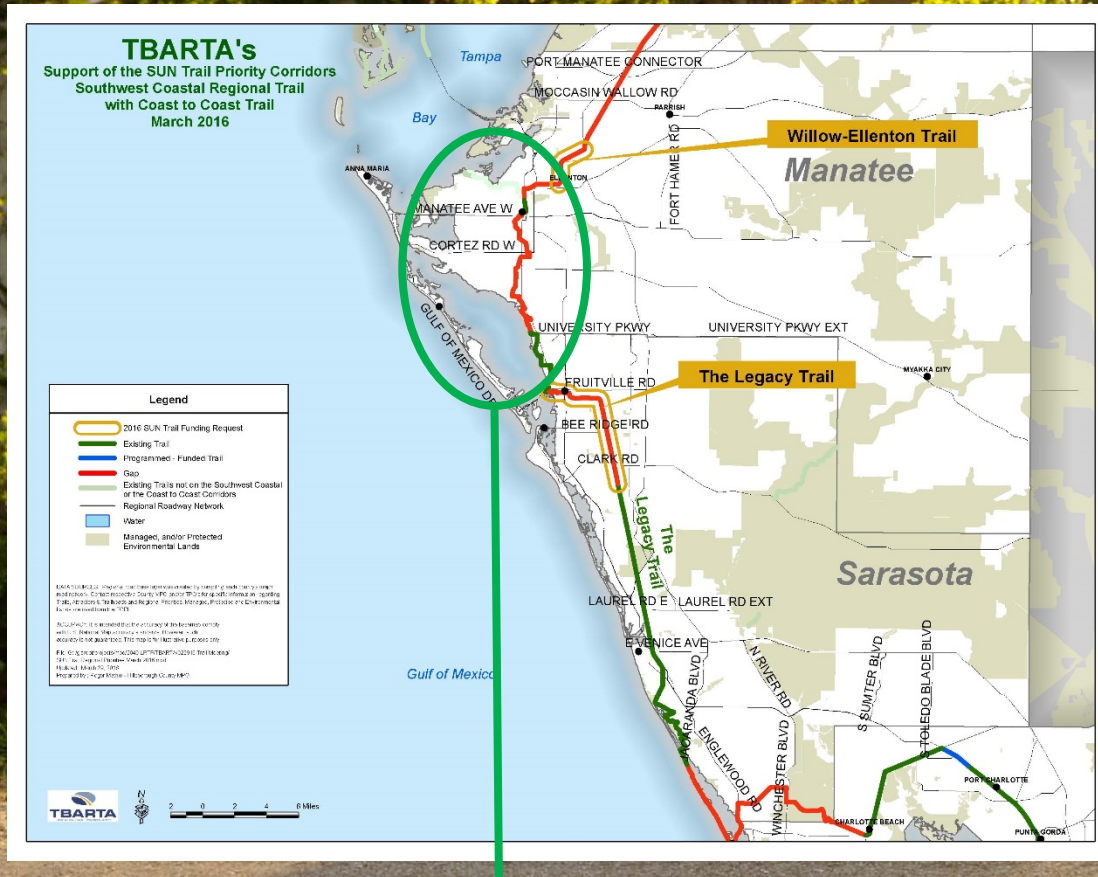 TBARTA's
Support of the SUN Trail Priority Corridors
Southwest Coastal Regional Trail
with Coast to Coast Trail
March 2016
Tampa
Bay
PORT MANATEE CONNECTOR
MOCCASIN WALLOW RD
PARRISH
Willow-Ellenton Trail
Manatee
FORT HAMER RD
ANNA MARIA
MANATEE AVE W
CORTEZ RD W
UNIVERSITY PKWY
UNIVERSITY PKWY EXT
GULF OF MEXICO DR
FRUITVILLE RD
The Legacy Trail
MYAKKA CITY
BEE RIDGE RD
CLARK RD
Legend
2016 SUN Trail Funding Request
Existing Trail
Programmed - Funded Trail
Gap
Existing Trails not on the Southwest Coastal
or the Coast to Coast Corridors
Regional Roadway Network
Water
Managed, and/or Protected
Environmental Lands
The
Legacy Trail
Sarasota
LAUREL RD E
LAUREL RD EXT
E VENICE AVE
Gulf of Mexico
JACARANDA BLVD
N RIVER RD
S SUMTER BLVD
S TOLEDO BLADE BLVD
ENGLEWOOD RD
WINCHESTER BLVD
PORT CHARLOTTE
CHARLOTTE BEACH
PUNTA GORDA
TBARTA
N
2 0 2 4 6 Miles